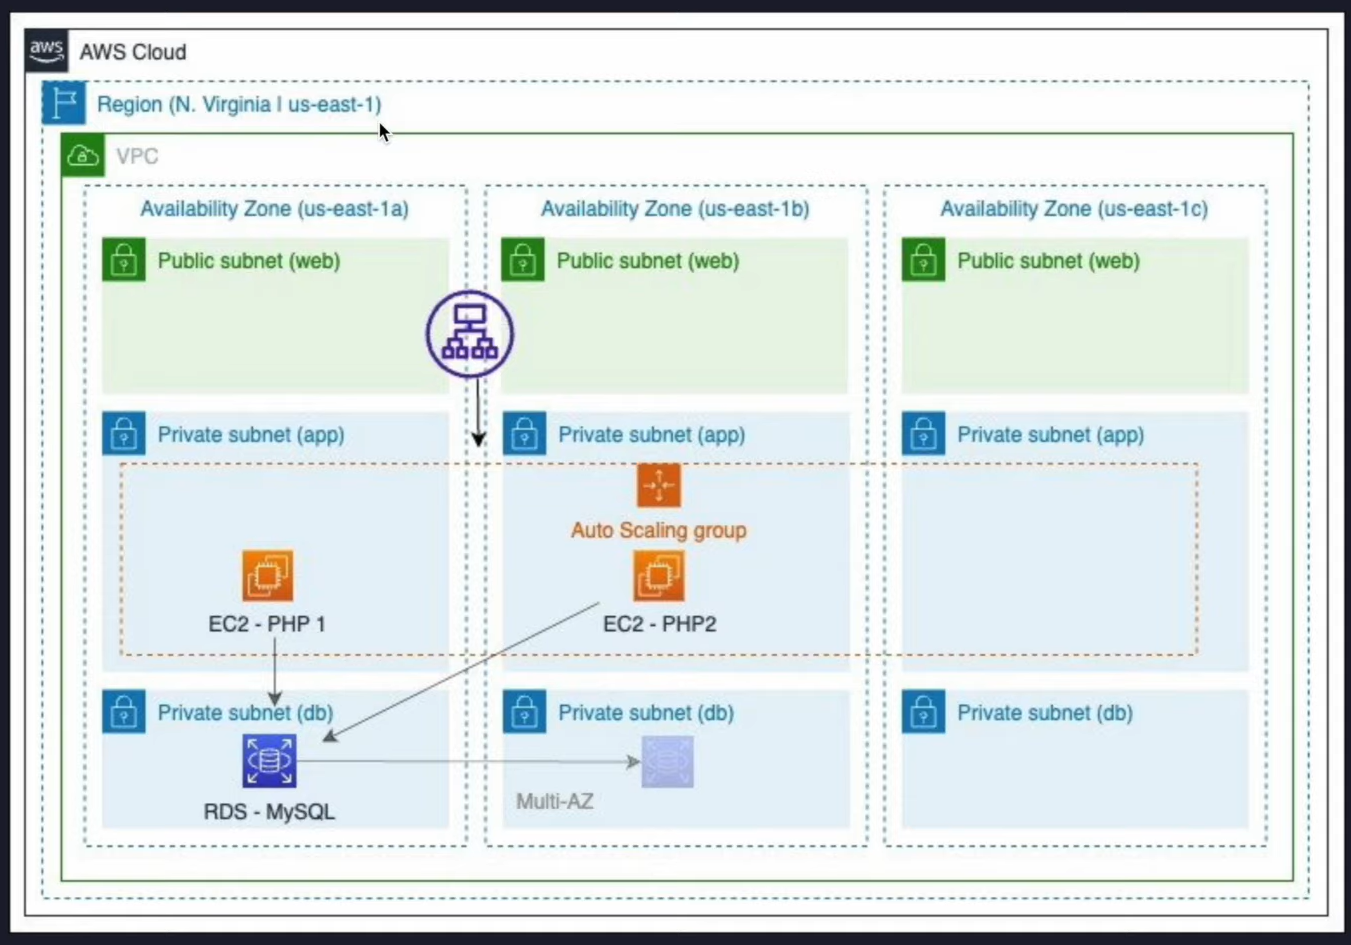 aws AWS Cloud
Region (N. Virginia | us-east-1)
VPC
Availability Zone (us-east-1a)
Availability Zone (us-east-1b)
Availability Zone (us-east-1c)
Public subnet (web)
Public subnet (web)
Public subnet (web)
Private subnet (app)
Private subnet (app)
Private subnet (app)
Auto Scaling group
EC2 - PHP 1
EC2 - PHP2
Private subnet (db)
Private subnet (db)
Private subnet (db)
RDS - MySQL
Multi-AZ